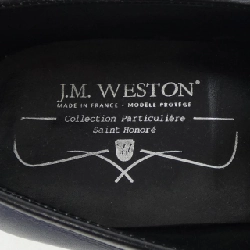 J.M. WESTON®
MADE IN FRANCE - MODÈLE PROTÉGÉ
Collection Particulière
Saint Honoré